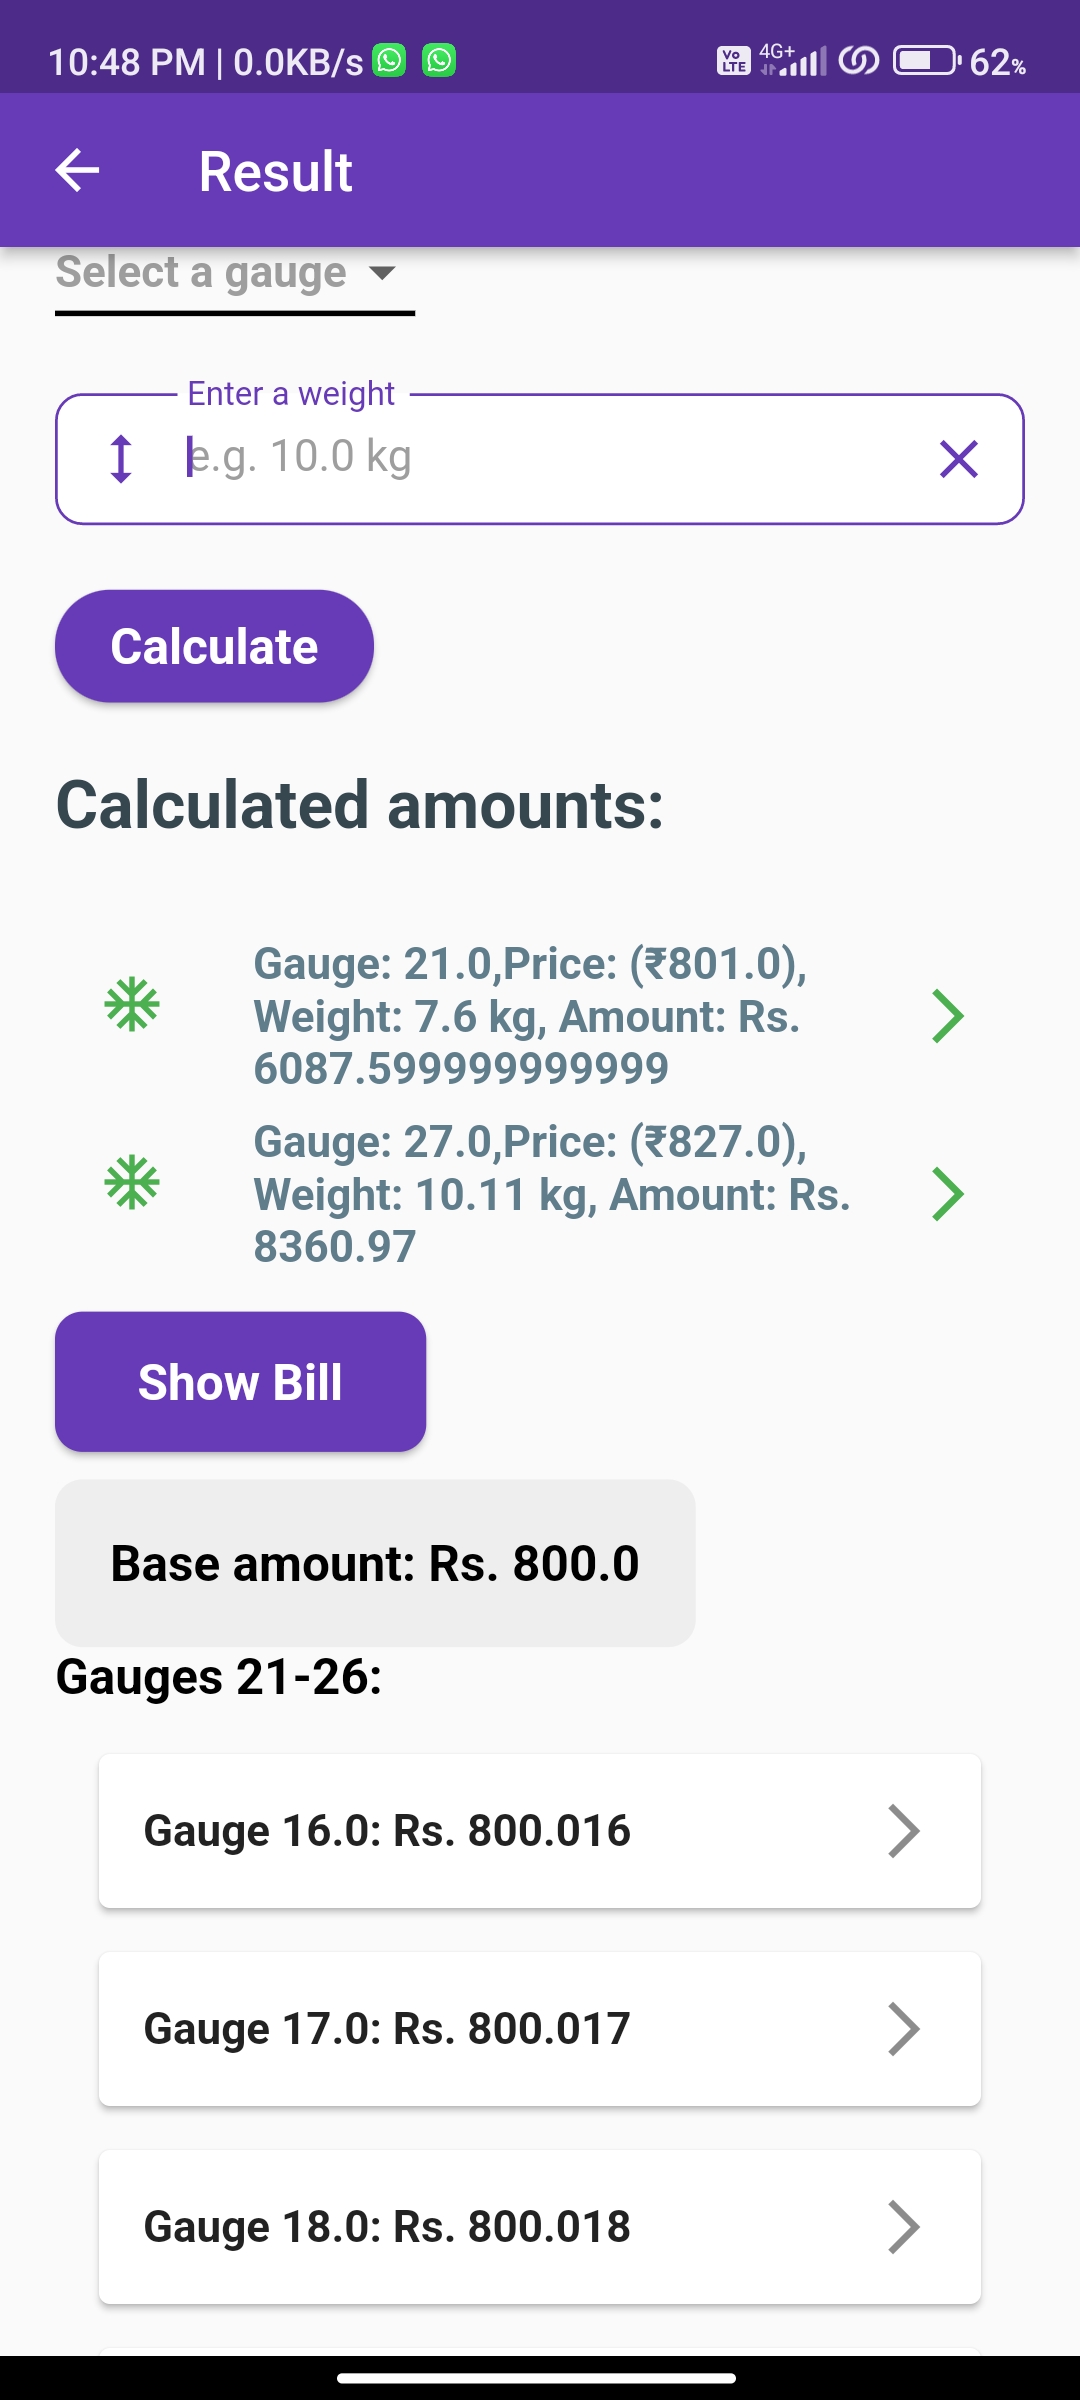 10:48 PM | 0.0KB/s
Vo LTE 4G+ 62%
Result
Select a gauge
Enter a weight
e.g. 10.0 kg
Calculate
Calculated amounts:
Gauge: 21.0,Price: (₹801.0),
Weight: 7.6 kg, Amount: Rs.
6087.599999999999
Gauge: 27.0,Price: (₹827.0),
Weight: 10.11 kg, Amount: Rs.
8360.97
Show Bill
Base amount: Rs. 800.0
Gauges 21-26:
Gauge 16.0: Rs. 800.016
Gauge 17.0: Rs. 800.017
Gauge 18.0: Rs. 800.018